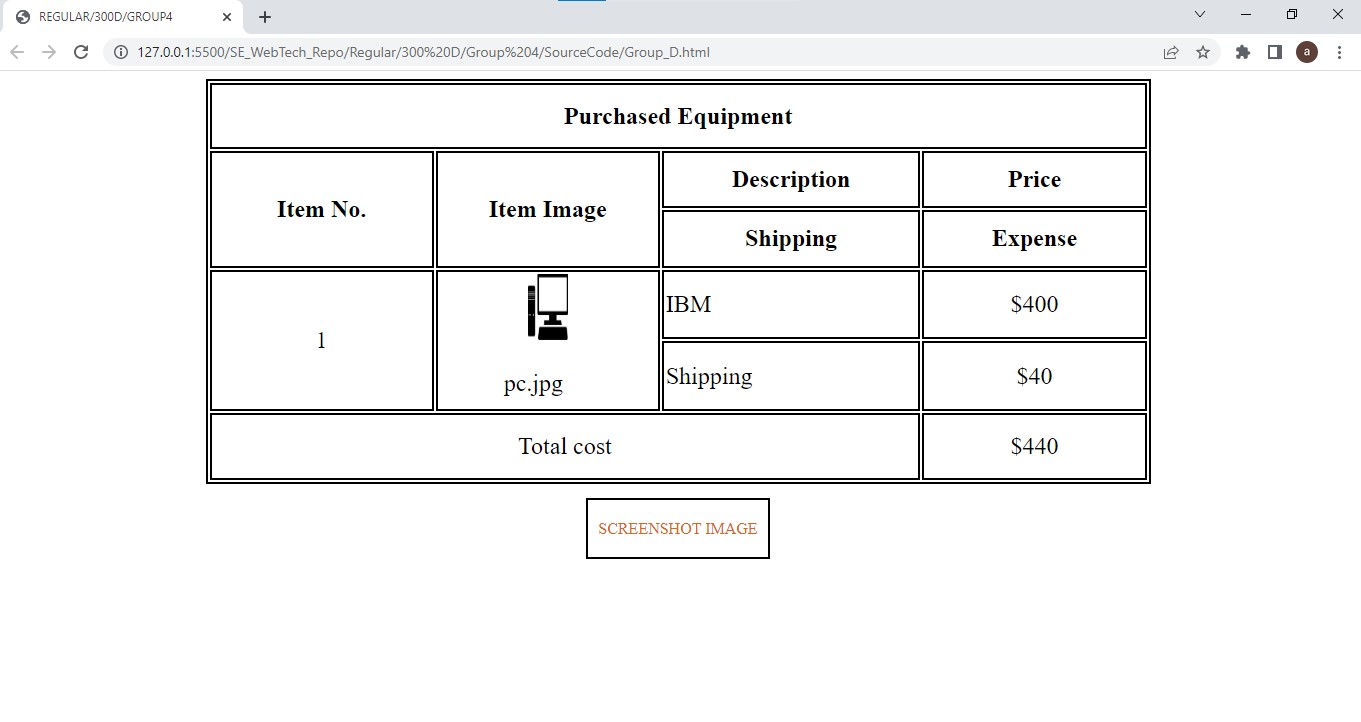 REGULAR/300D/GROUP4
127.0.0.1:5500/SE_WebTech_Repo/Regular/300%20D/Group%204/SourceCode/Group_D.html
a
Purchased Equipment
Item No. Item Image Description Price
Shipping Expense
1 pc.jpg IBM $400
Shipping $40
Total cost $440
SCREENSHOT IMAGE